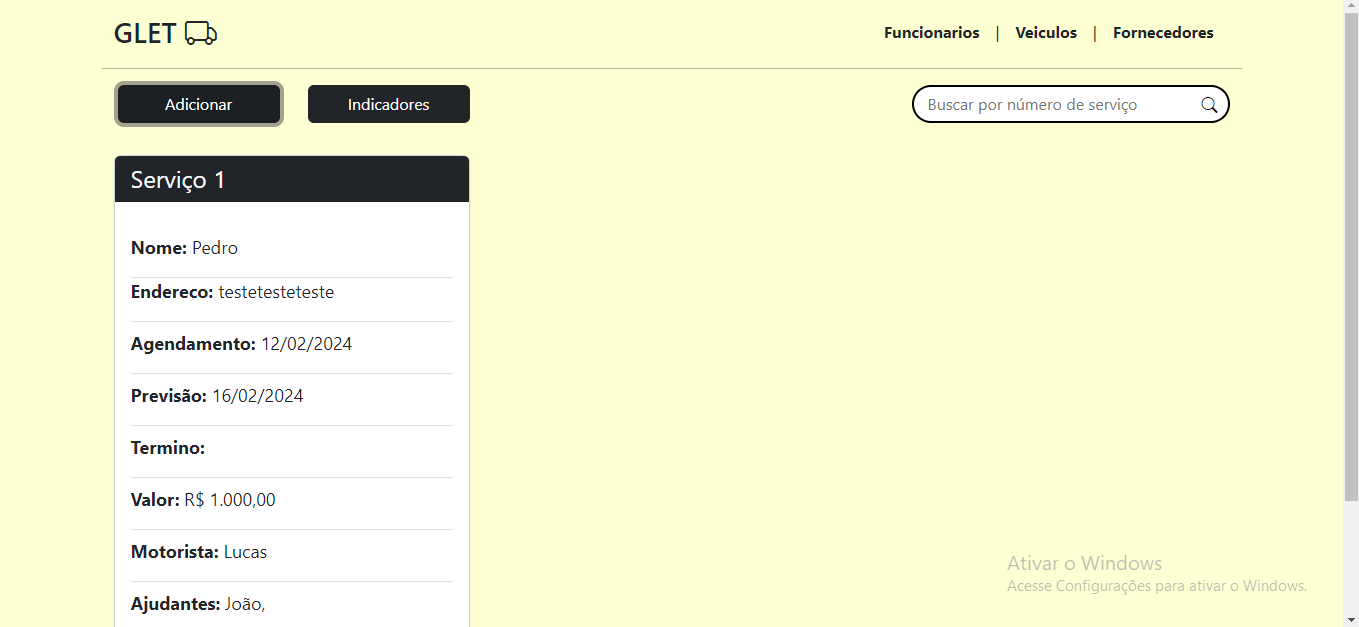 GLET
Funcionarios | Veiculos | Fornecedores
Adicionar
Indicadores
Buscar por número de serviço
Serviço 1
Nome: Pedro
Endereco: testetesteteste
Agendamento: 12/02/2024
Previsão: 16/02/2024
Termino:
Valor: R$ 1.000,00
Motorista: Lucas
Ajudantes: João,
Ativar o Windows
Acesse Configurações para ativar o Windows.